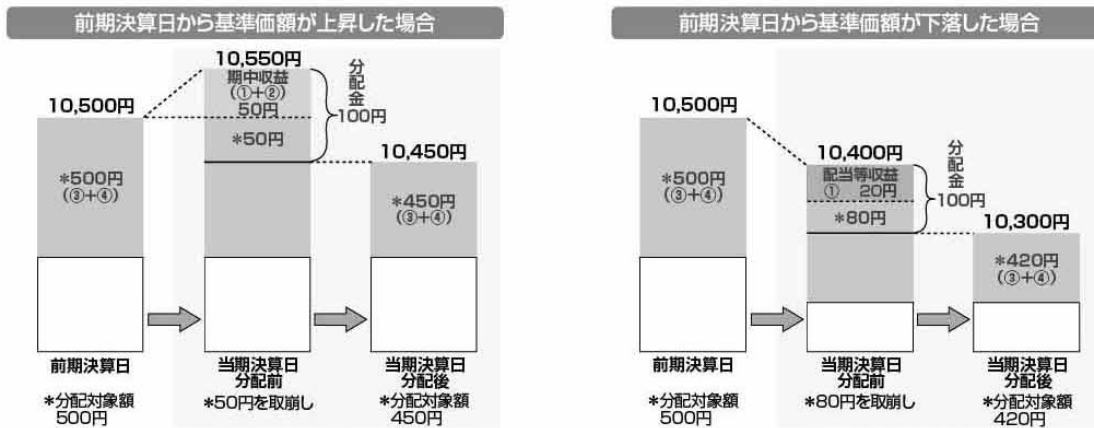 前期決算日から基準価額が上昇した場合
10,550円
期中収益
(①+②)
50円
*50円
分配金
100円
10,500円
*500円
(③+④)
10,450円
*450円
(③+④)
前期決算日
当期決算日
分配前
当期決算日
分配後
*分配対象額
500円
*50円を取崩し
*分配対象額
450円
前期決算日から基準価額が下落した場合
10,500円
*500円
(③+④)
10,400円
配当等収益
① 20円
*80円
分配金
100円
10,300円
*420円
(③+④)
前期決算日
当期決算日
分配前
当期決算日
分配後
*分配対象額
500円
*80円を取崩し
*分配対象額
420円